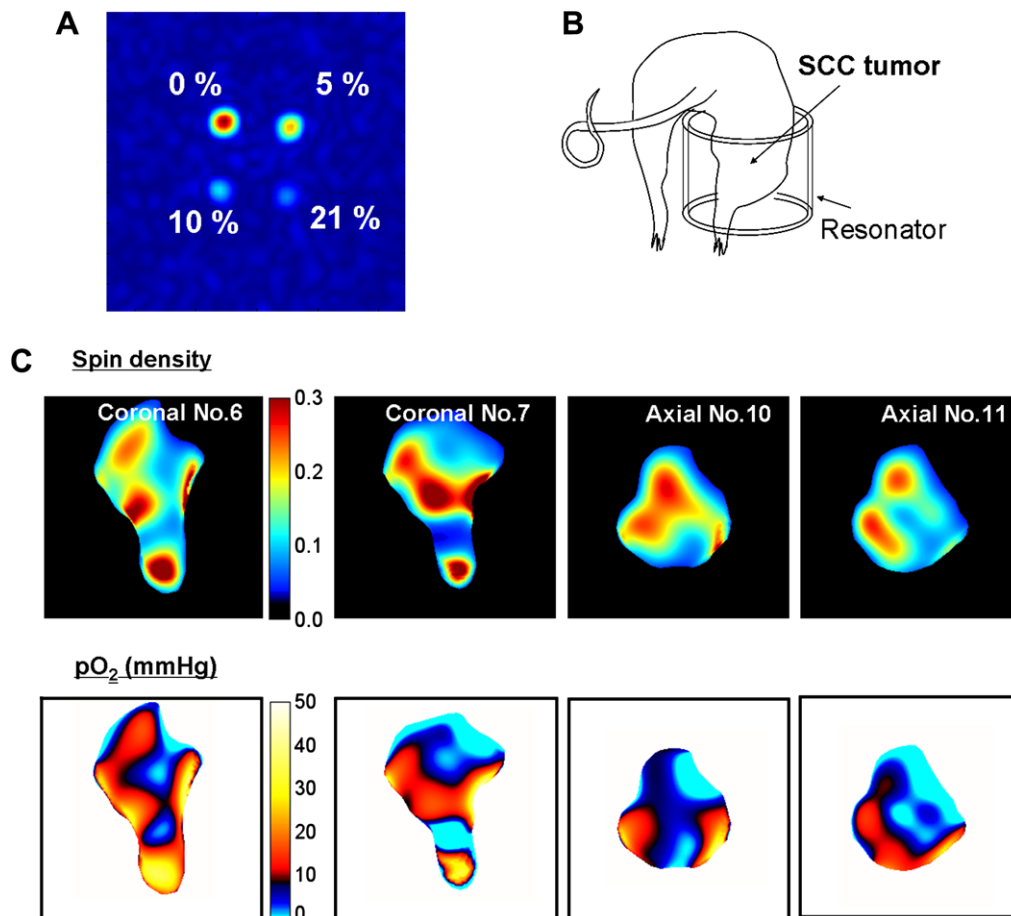 A
0 %
5 %
10 %
21 %
B
SCC tumor
Resonator
C
Spin density
Coronal No.6
Coronal No.7
Axial No.10
Axial No.11
0.3
0.2
0.1
0.0
pO₂ (mmHg)
50
40
30
20
10
0